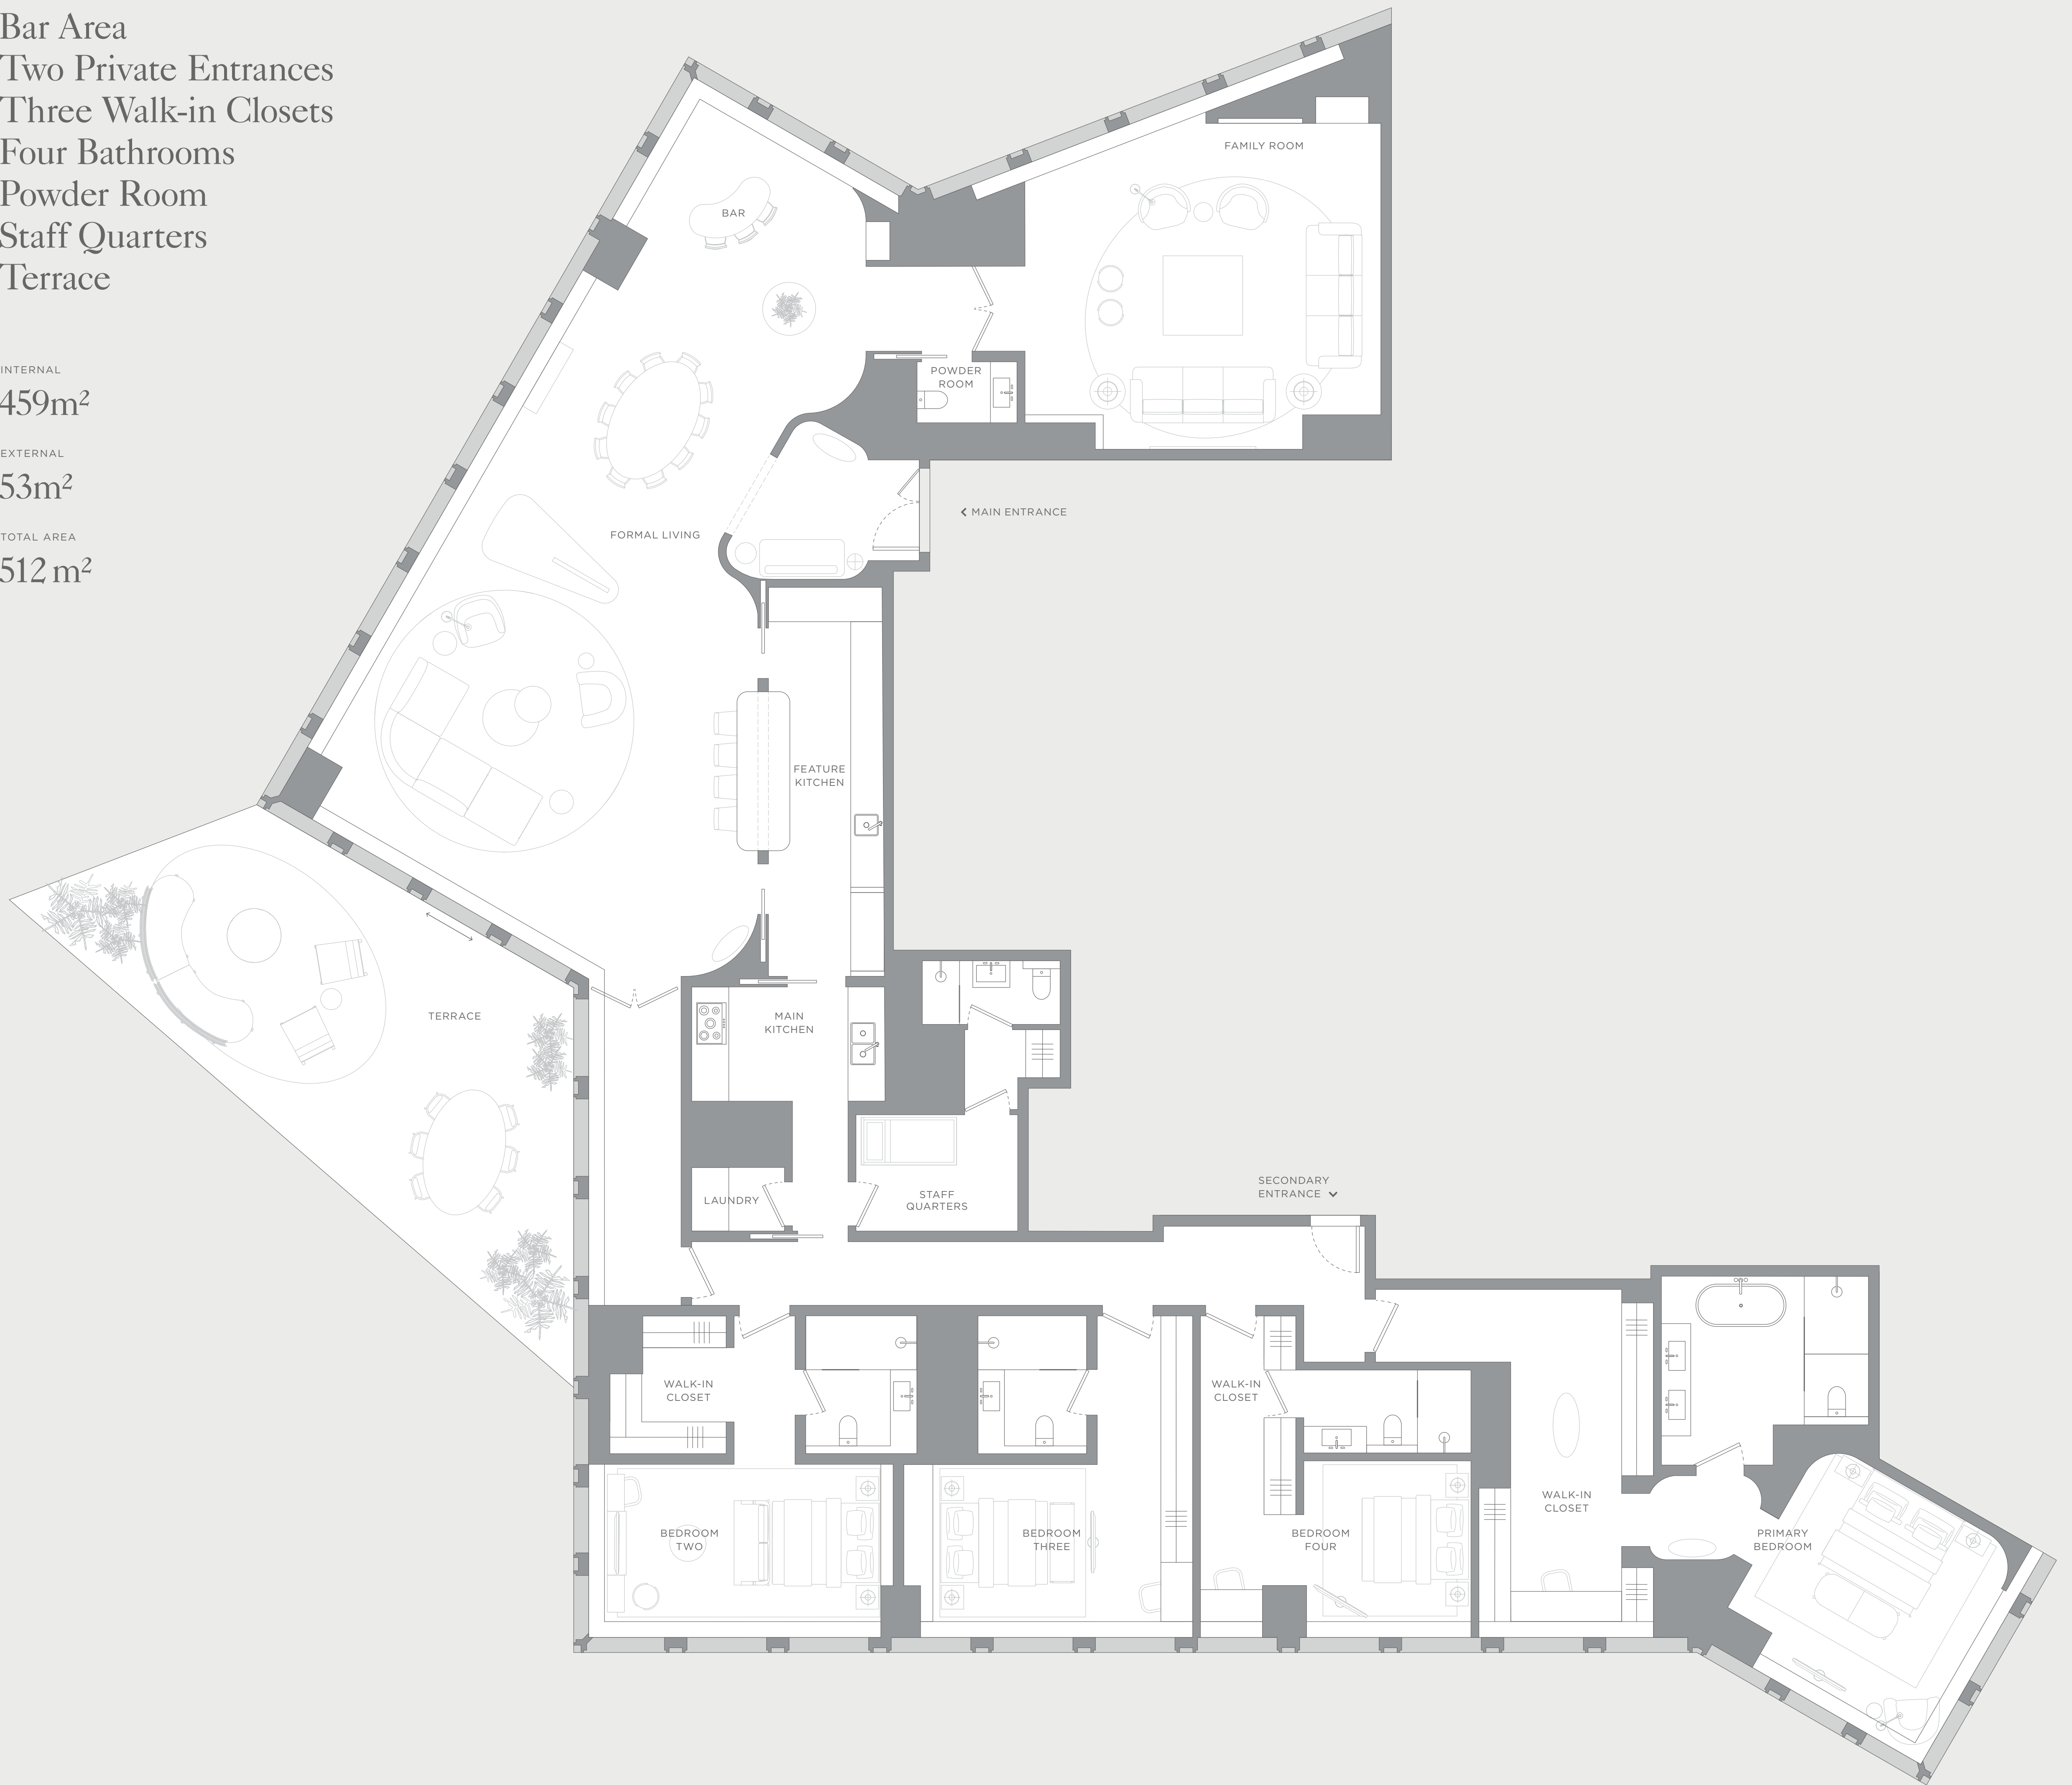 Bar Area
Two Private Entrances
Three Walk-in Closets
Four Bathrooms
Powder Room
Staff Quarters
Terrace
INTERNAL
459m²
EXTERNAL
53m²
TOTAL AREA
512 m²
FAMILY ROOM
BAR
POWDER
ROOM
MAIN ENTRANCE
FORMAL LIVING
FEATURE
KITCHEN
TERRACE
MAIN
KITCHEN
LAUNDRY
STAFF
QUARTERS
SECONDARY
ENTRANCE
WALK-IN
CLOSET
WALK-IN
CLOSET
WALK-IN
CLOSET
BEDROOM
TWO
BEDROOM
THREE
BEDROOM
FOUR
PRIMARY
BEDROOM